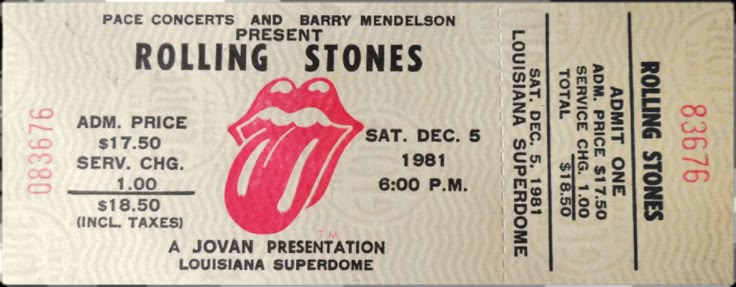 PACE CONCERTS AND BARRY MENDELSON
PRESENT
ROLLING STONES
083676
ADM. PRICE
$17.50
SERV. CHG.
1.00
$18.50
(INCL. TAXES)
SAT. DEC. 5
1981
6:00 P.M.
TM
A JOVAN PRESENTATION
LOUISIANA SUPERDOME
SAT. DEC. 5, 1981
LOUISIANA SUPERDOME
ADMIT ONE
ADM. PRICE $17.50
SERVICE CHG. 1.00
TOTAL $18.50
ROLLING STONES
83676